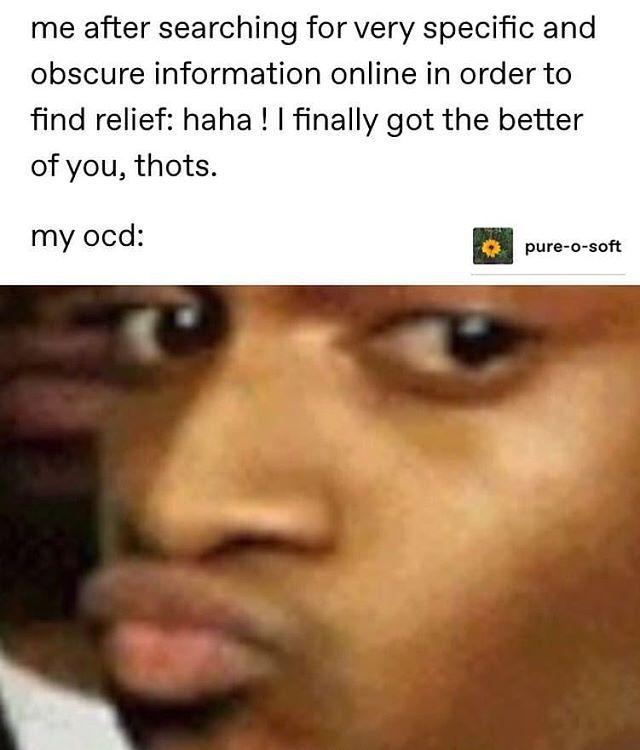 me after searching for very specific and
obscure information online in order to
find relief: haha ! I finally got the better
of you, thots.
my ocd:
pure-o-soft